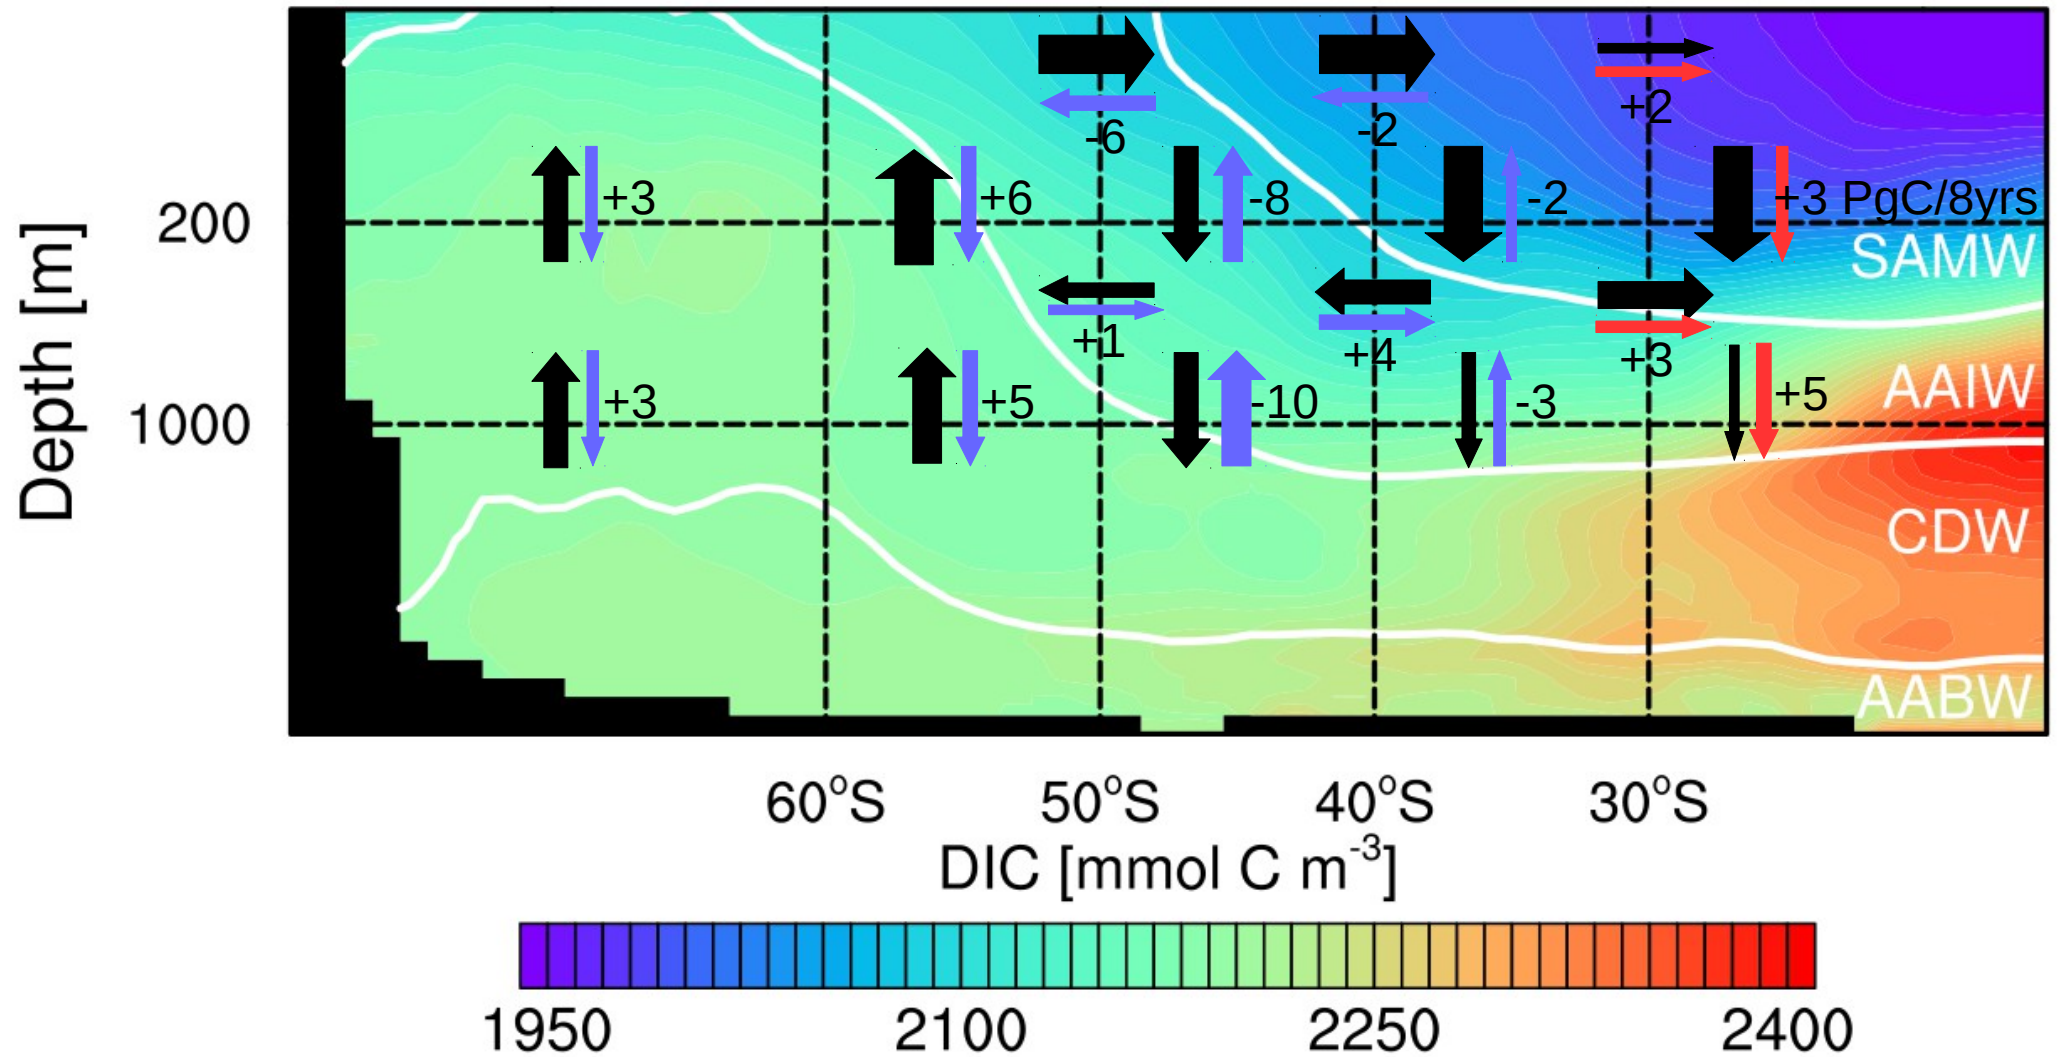 +2
-6
-2
+3
+6
-8
-2
+3 PgC/8yrs
200
SAMW
+1
+4
+3
AAIW
+3
+5
-10
-3
+5
1000
Depth [m]
CDW
AABW
60°S
50°S
40°S
30°S
DIC [mmol C m⁻³]
1950
2100
2250
2400